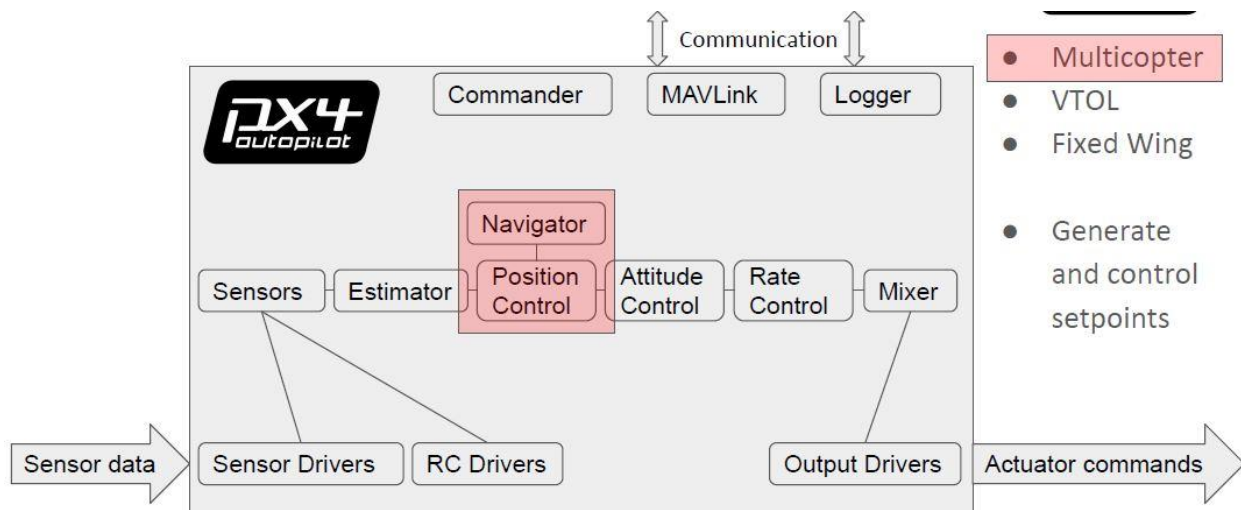 Communication
Commander
MAVLink
Logger
px4
autopilot
Navigator
Sensors
Estimator
Position
Control
Attitude
Control
Rate
Control
Mixer
Sensor data
Sensor Drivers
RC Drivers
Output Drivers
Actuator commands
● Multicopter
● VTOL
● Fixed Wing
● Generate
and control
setpoints